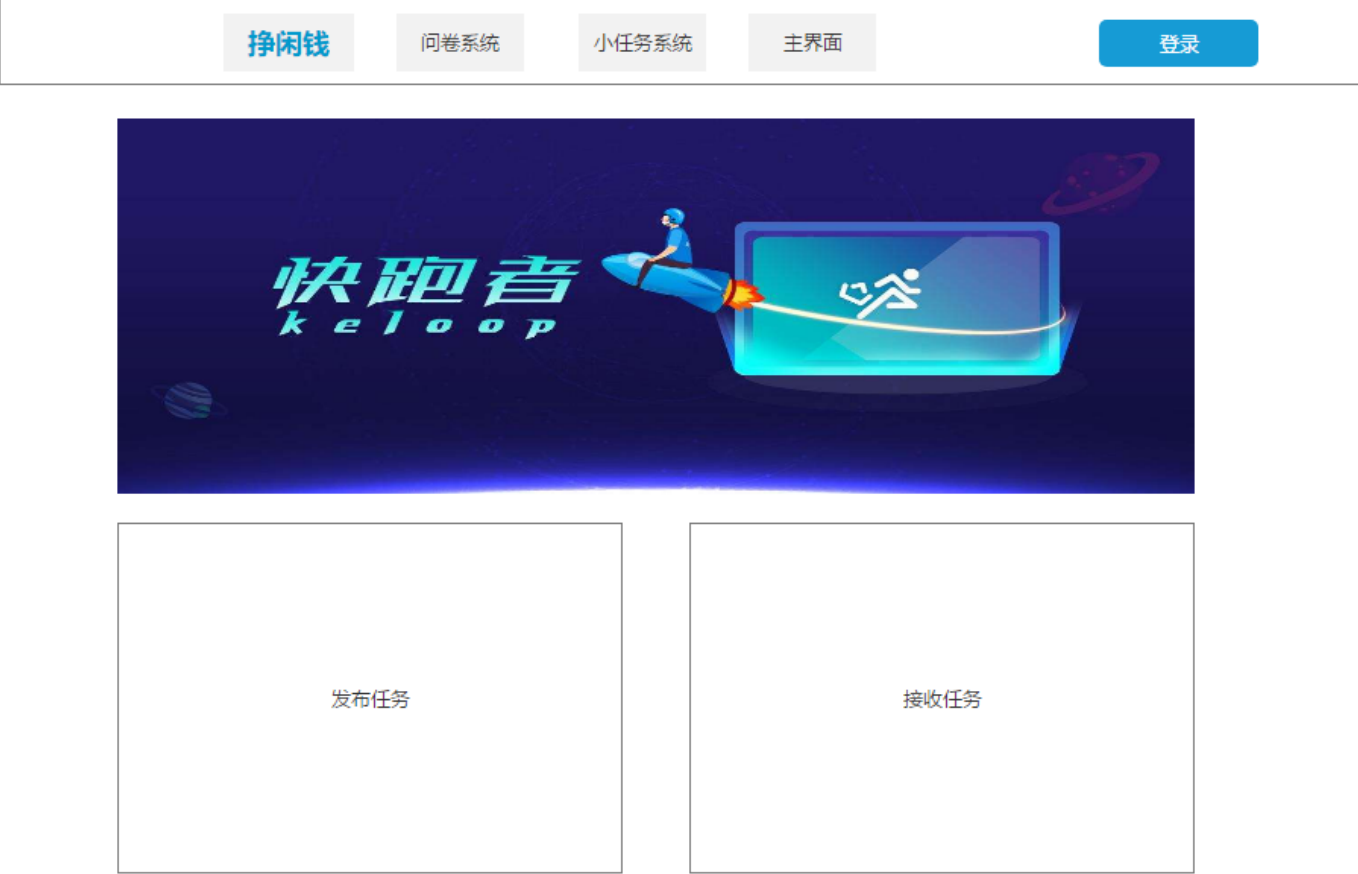 挣闲钱
问卷系统
小任务系统
主界面
登录
快跑者
keloop
发布任务
接收任务